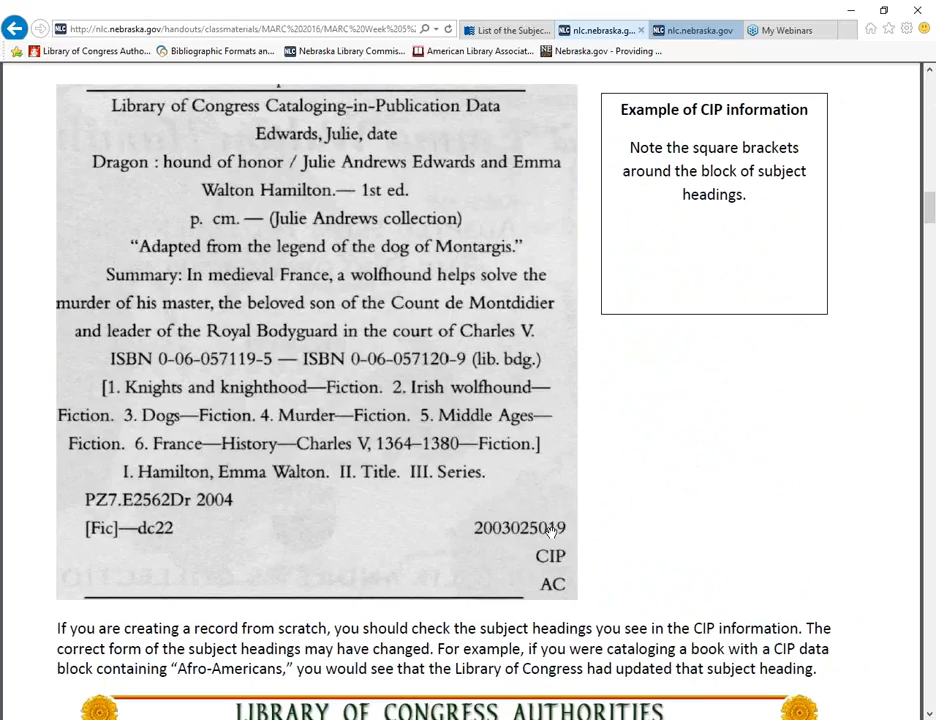 http://nlc.nebraska.gov/handouts/classmaterials/MARC%202016/MARC%20Week%205%
List of the Subjec...
nlc.nebraska.g...
nlc.nebraska.gov
My Webinars
Library of Congress Autho...
Bibliographic Formats an...
Nebraska Library Commis...
American Library Associat...
Nebraska.gov - Providing ...
Library of Congress Cataloging-in-Publication Data
Edwards, Julie, date
Dragon : hound of honor / Julie Andrews Edwards and Emma
Walton Hamilton.— 1st ed.
p. cm. — (Julie Andrews collection)
“Adapted from the legend of the dog of Montargis.”
Summary: In medieval France, a wolfhound helps solve the
murder of his master, the beloved son of the Count de Montdidier
and leader of the Royal Bodyguard in the court of Charles V.
ISBN 0-06-057119-5 — ISBN 0-06-057120-9 (lib. bdg.)
[1. Knights and knighthood—Fiction. 2. Irish wolfhound—
Fiction. 3. Dogs—Fiction. 4. Murder—Fiction. 5. Middle Ages—
Fiction. 6. France—History—Charles V, 1364–1380—Fiction.]
I. Hamilton, Emma Walton. II. Title. III. Series.
PZ7.E2562Dr 2004
[Fic]—dc22 2003025019
CIP
AC
Example of CIP information
Note the square brackets
around the block of subject
headings.
If you are creating a record from scratch, you should check the subject headings you see in the CIP information. The
correct form of the subject headings may have changed. For example, if you were cataloging a book with a CIP data
block containing “Afro-Americans,” you would see that the Library of Congress had updated that subject heading.
LIBRARY OF CONGRESS AUTHORITIES